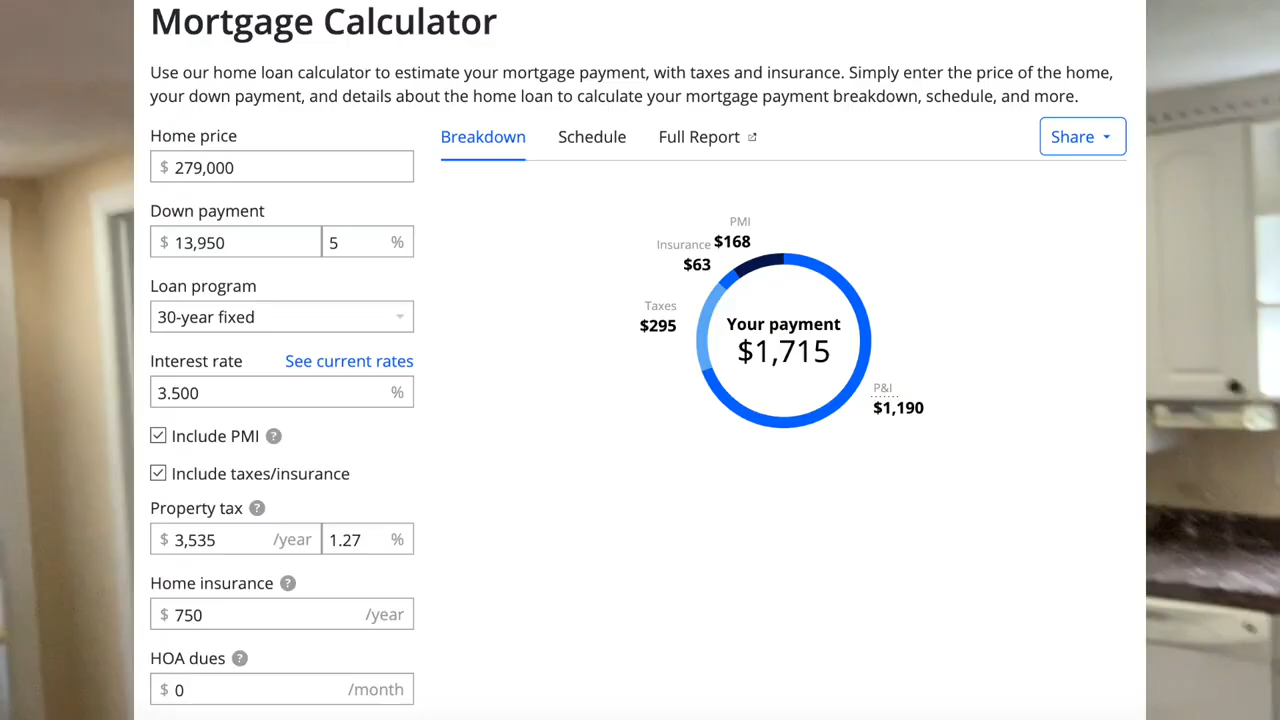 Mortgage Calculator
Use our home loan calculator to estimate your mortgage payment, with taxes and insurance. Simply enter the price of the home,
your down payment, and details about the home loan to calculate your mortgage payment breakdown, schedule, and more.
Home price
$ 279,000
Down payment
$ 13,950 5 %
Loan program
30-year fixed
Interest rate See current rates
3.500 %
Include PMI ?
Include taxes/insurance
Property tax ?
$ 3,535 /year 1.27 %
Home insurance ?
$ 750 /year
HOA dues ?
$ 0 /month
Breakdown Schedule Full Report Share
PMI
$168
Insurance
$63
Taxes
$295
Your payment
$1,715
P&I
$1,190